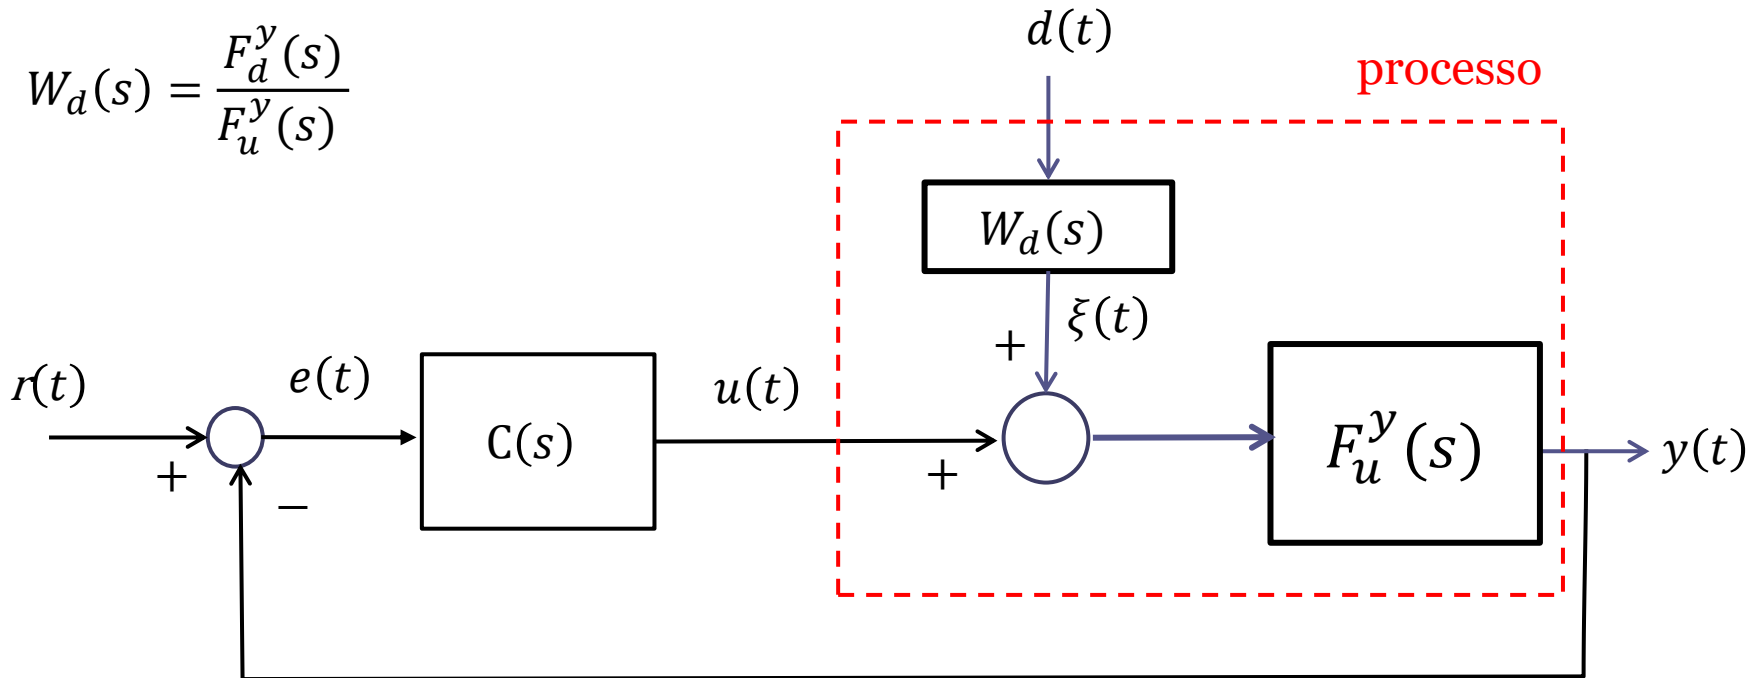 d(t)
processo
W_d(s) = F_d^y(s) / F_u^y(s)
W_d(s)
ξ(t)
+
r(t)
e(t)
u(t)
C(s)
F_u^y(s)
y(t)
+
+
−